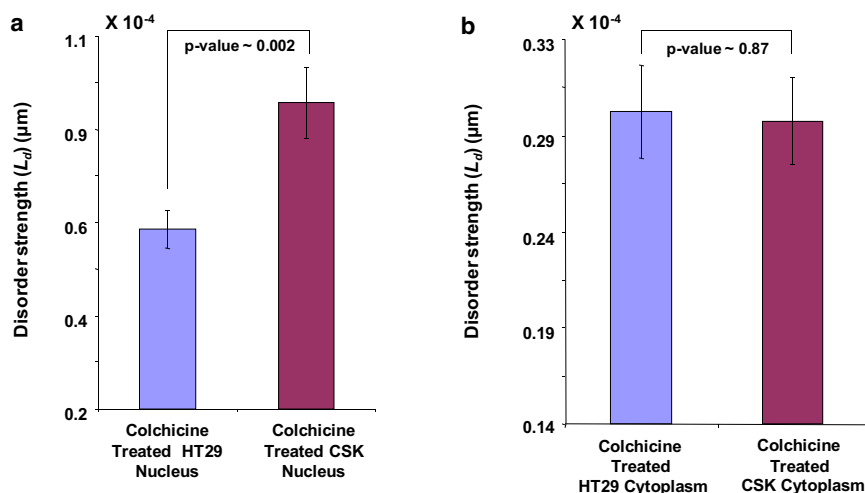 a
X 10-4
p-value ~ 0.002
1.1
0.9
0.6
0.4
0.2
Disorder strength (Ld) (µm)
Colchicine
Treated HT29
Nucleus
Colchicine
Treated CSK
Nucleus
b
X 10-4
p-value ~ 0.87
0.33
0.29
0.24
0.19
0.14
Disorder strength (Ld) (µm)
Colchicine
Treated
HT29 Cytoplasm
Colchicine
Treated
CSK Cytoplasm